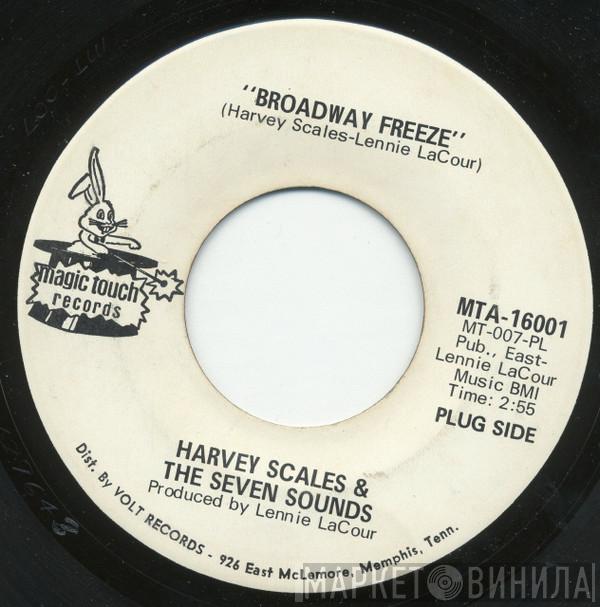 "BROADWAY FREEZE"
(Harvey Scales-Lennie LaCour)
magic touch
records
MTA-16001
MT-007-PL
Pub., East-
Lennie LaCour
Music BMI
Time: 2:55
PLUG SIDE
HARVEY SCALES &
THE SEVEN SOUNDS
Produced by Lennie LaCour
Dist. By VOLT RECORDS - 926 East McLemore, Memphis, Tenn.
МАРКЕТ ВИНИЛА